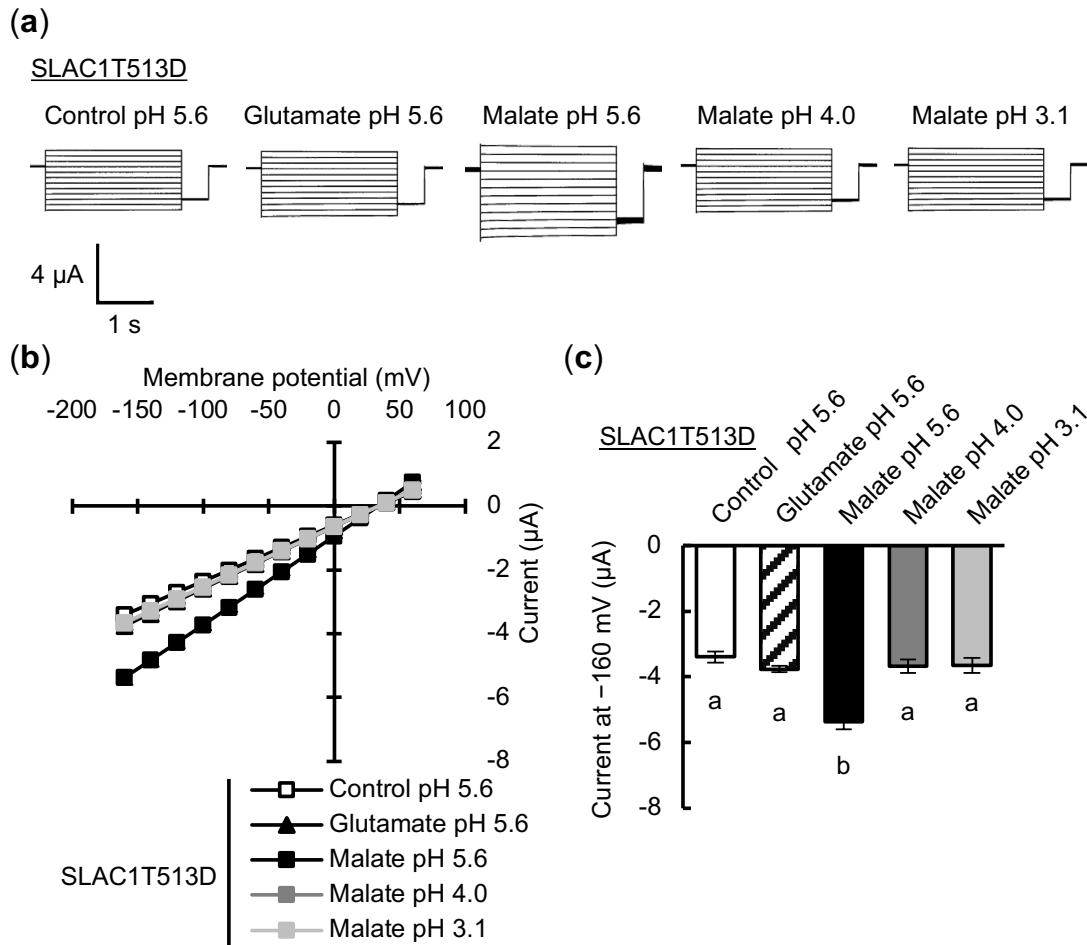 (a)
SLAC1T513D
Control pH 5.6 Glutamate pH 5.6 Malate pH 5.6 Malate pH 4.0 Malate pH 3.1
4 µA
1 s
(b)
Membrane potential (mV)
-200 -150 -100 -50 0 50 100
2
0
-2
-4
-6
-8
Current (µA)
Control pH 5.6
Glutamate pH 5.6
Malate pH 5.6
Malate pH 4.0
Malate pH 3.1
SLAC1T513D
(c)
SLAC1T513D
Control pH 5.6
Glutamate pH 5.6
Malate pH 5.6
Malate pH 4.0
Malate pH 3.1
Current at −160 mV (µA)
0
-2
-4
-6
-8
a a b a a